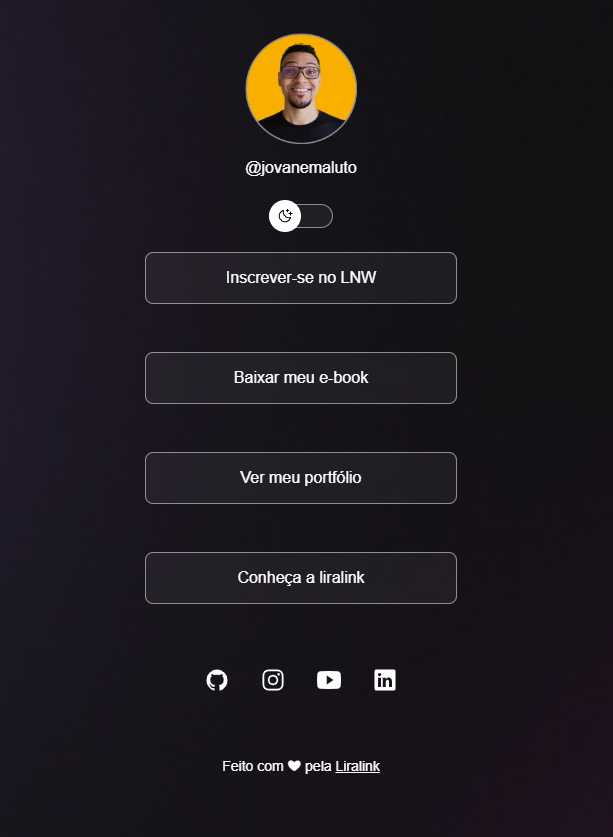 @jovanemaluto
Inscrever-se no LNW
Baixar meu e-book
Ver meu portfólio
Conheça a liralink
Feito com ♥ pela Liralink